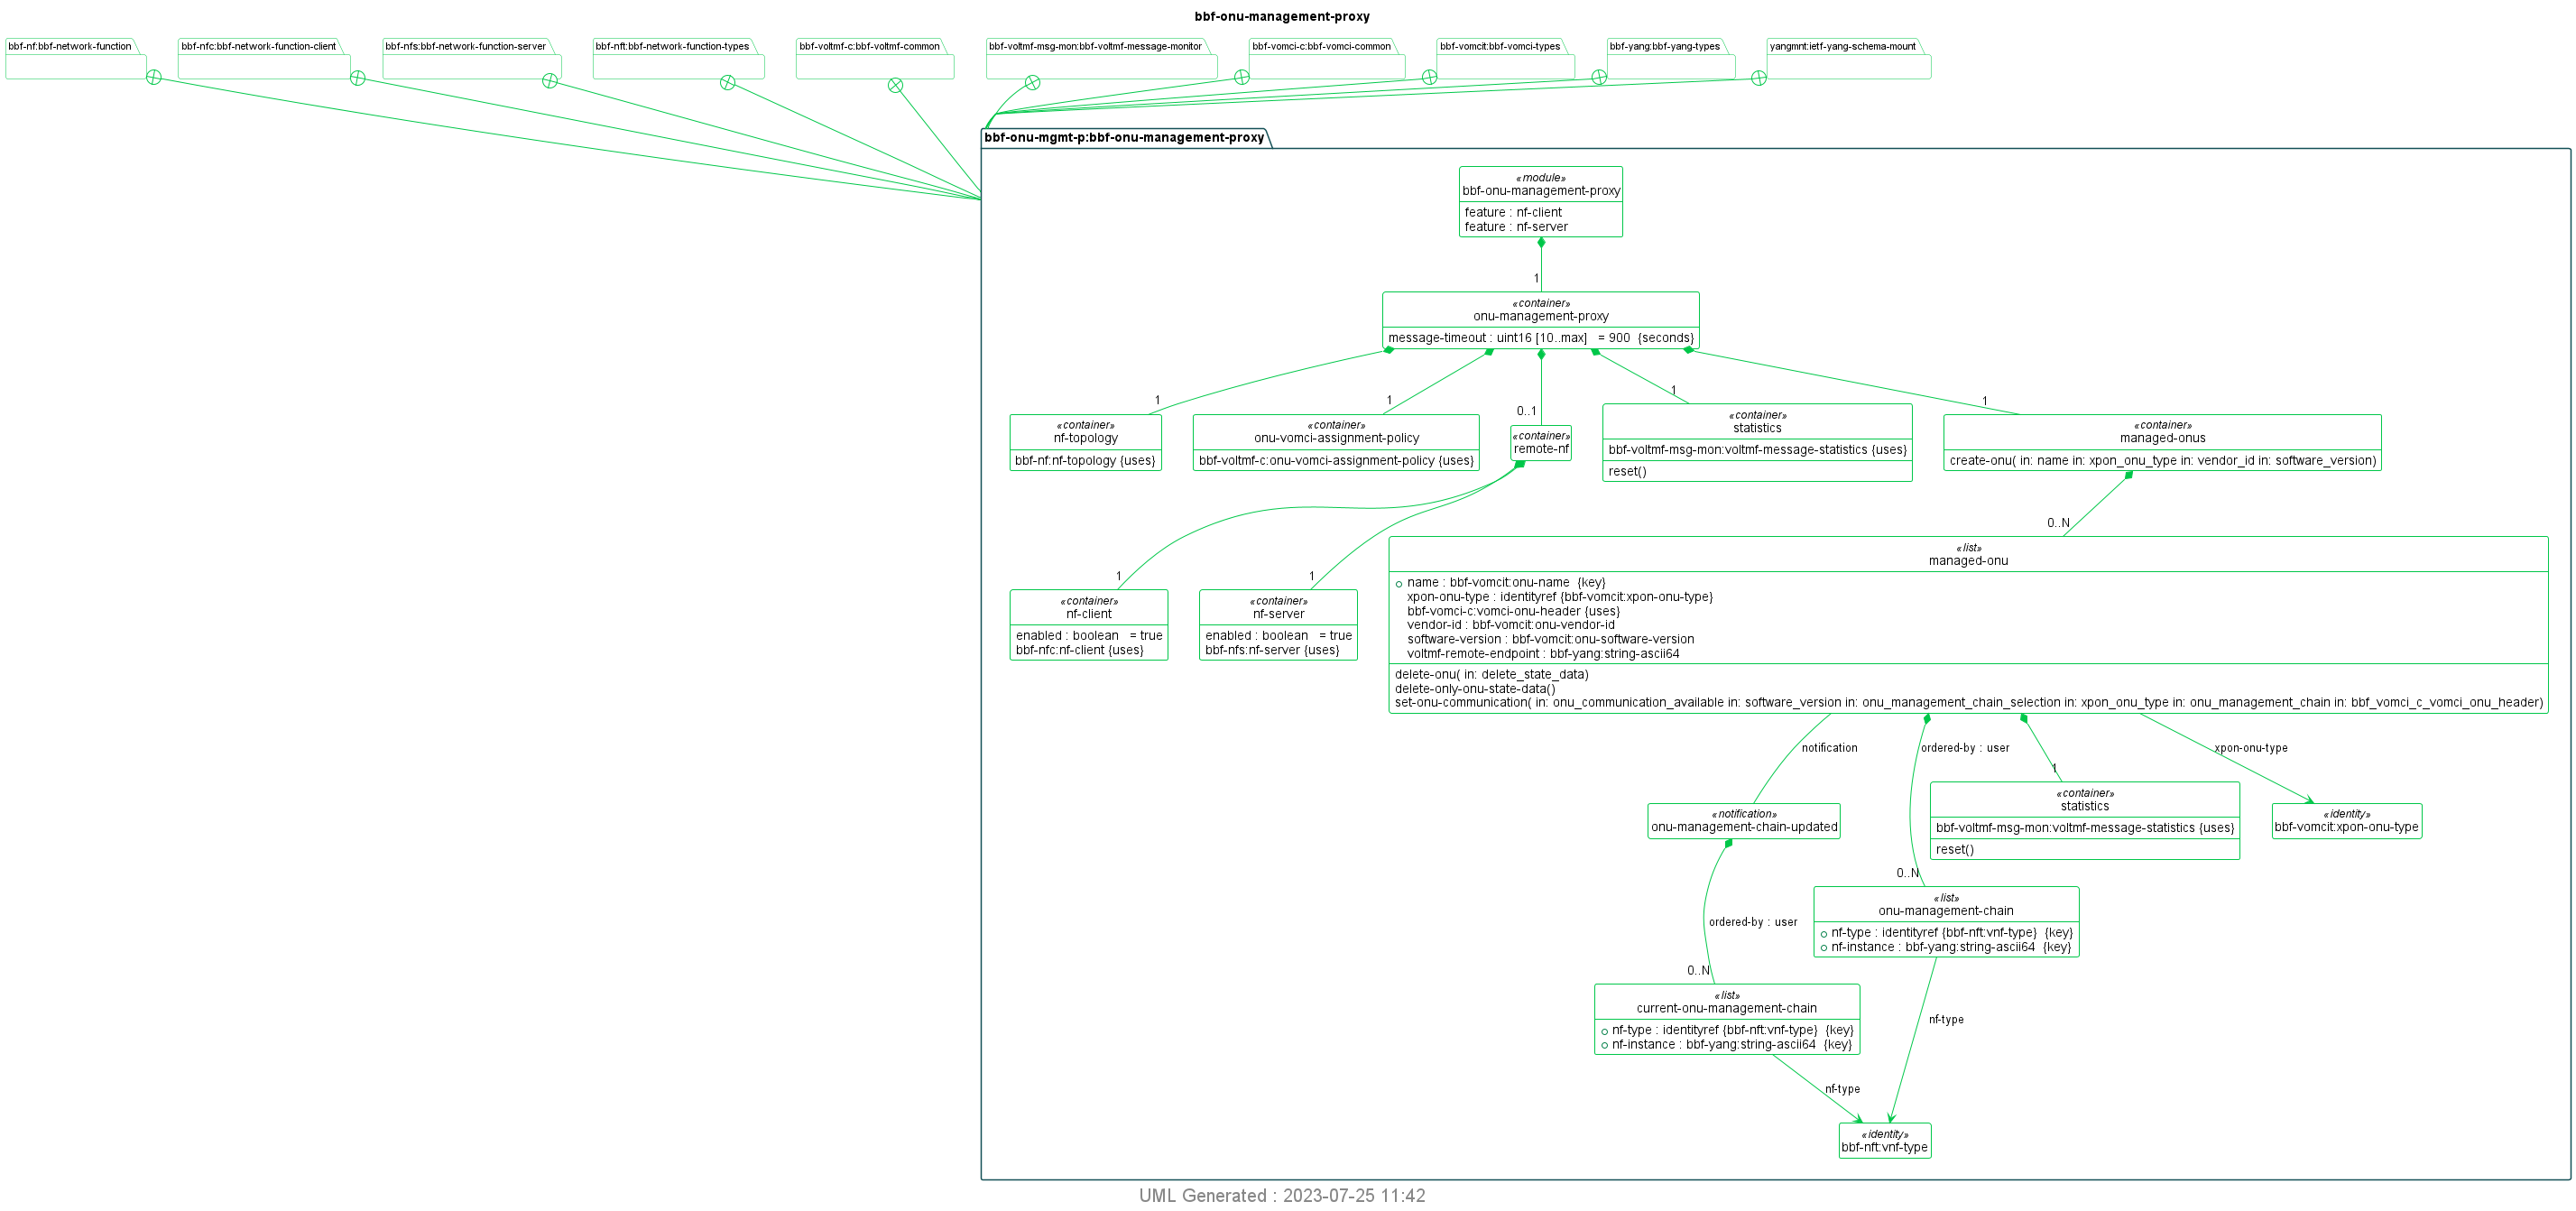 bbf-onu-management-proxy
bbf-nf:bbf-network-function
bbf-nfc:bbf-network-function-client
bbf-nfs:bbf-network-function-server
bbf-nft:bbf-network-function-types
bbf-voltmf-c:bbf-voltmf-common
bbf-voltmf-msg-mon:bbf-voltmf-message-monitor
bbf-vomci-c:bbf-vomci-common
bbf-vomcit:bbf-vomci-types
bbf-yang:bbf-yang-types
yangmnt:ietf-yang-schema-mount
bbf-onu-mgmt-p:bbf-onu-management-proxy
«module»
bbf-onu-management-proxy
feature : nf-client
feature : nf-server
1
«container»
onu-management-proxy
message-timeout : uint16 [10..max]   = 900  {seconds}
1
1
0..1
1
1
«container»
nf-topology
bbf-nf:nf-topology {uses}
«container»
onu-vomci-assignment-policy
bbf-voltmf-c:onu-vomci-assignment-policy {uses}
«container»
remote-nf
«container»
statistics
bbf-voltmf-msg-mon:voltmf-message-statistics {uses}
reset()
«container»
managed-onus
create-onu( in: name in: xpon_onu_type in: vendor_id in: software_version)
1
1
0..N
«container»
nf-client
enabled : boolean   = true
bbf-nfc:nf-client {uses}
«container»
nf-server
enabled : boolean   = true
bbf-nfs:nf-server {uses}
«list»
managed-onu
name : bbf-vomcit:onu-name  {key}
xpon-onu-type : identityref {bbf-vomcit:xpon-onu-type}
bbf-vomci-c:vomci-onu-header {uses}
vendor-id : bbf-vomcit:onu-vendor-id
software-version : bbf-vomcit:onu-software-version
voltmf-remote-endpoint : bbf-yang:string-ascii64
delete-onu( in: delete_state_data)
delete-only-onu-state-data()
set-onu-communication( in: onu_communication_available in: software_version in: onu_management_chain_selection in: xpon_onu_type in: onu_management_chain in: bbf_vomci_c_vomci_onu_header)
notification
ordered-by : user
1
xpon-onu-type
«notification»
onu-management-chain-updated
«container»
statistics
bbf-voltmf-msg-mon:voltmf-message-statistics {uses}
reset()
«identity»
bbf-vomcit:xpon-onu-type
0..N
«list»
onu-management-chain
nf-type : identityref {bbf-nft:vnf-type}  {key}
nf-instance : bbf-yang:string-ascii64  {key}
ordered-by : user
0..N
«list»
current-onu-management-chain
nf-type : identityref {bbf-nft:vnf-type}  {key}
nf-instance : bbf-yang:string-ascii64  {key}
nf-type
nf-type
«identity»
bbf-nft:vnf-type
UML Generated : 2023-07-25 11:42